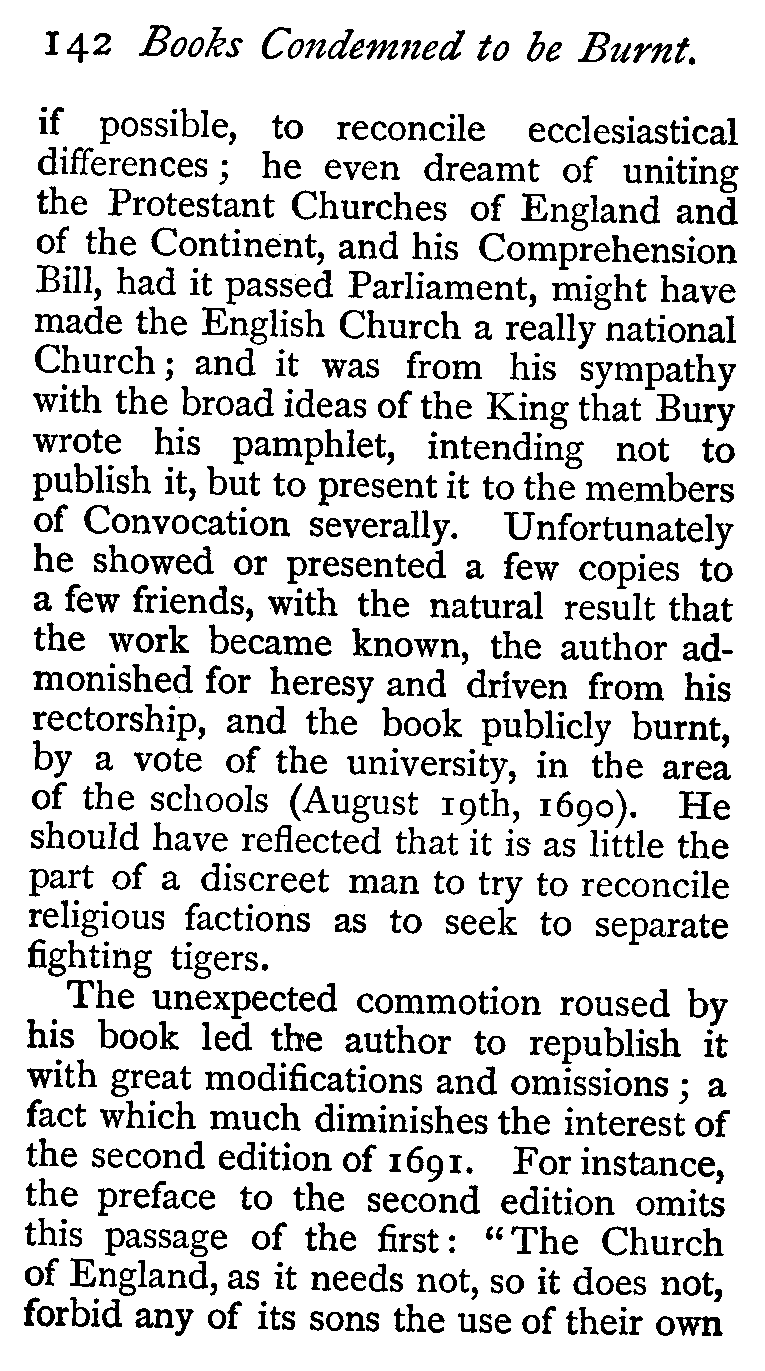 142 Books Condemned to be Burnt.
if possible, to reconcile ecclesiastical
differences ; he even dreamt of uniting
the Protestant Churches of England and
of the Continent, and his Comprehension
Bill, had it passed Parliament, might have
made the English Church a really national
Church ; and it was from his sympathy
with the broad ideas of the King that Bury
wrote his pamphlet, intending not to
publish it, but to present it to the members
of Convocation severally. Unfortunately
he showed or presented a few copies to
a few friends, with the natural result that
the work became known, the author ad-
monished for heresy and driven from his
rectorship, and the book publicly burnt,
by a vote of the university, in the area
of the schools (August 19th, 1690). He
should have reflected that it is as little the
part of a discreet man to try to reconcile
religious factions as to seek to separate
fighting tigers.
The unexpected commotion roused by
his book led the author to republish it
with great modifications and omissions ; a
fact which much diminishes the interest of
the second edition of 1691. For instance,
the preface to the second edition omits
this passage of the first : "The Church
of England, as it needs not, so it does not,
forbid any of its sons the use of their own